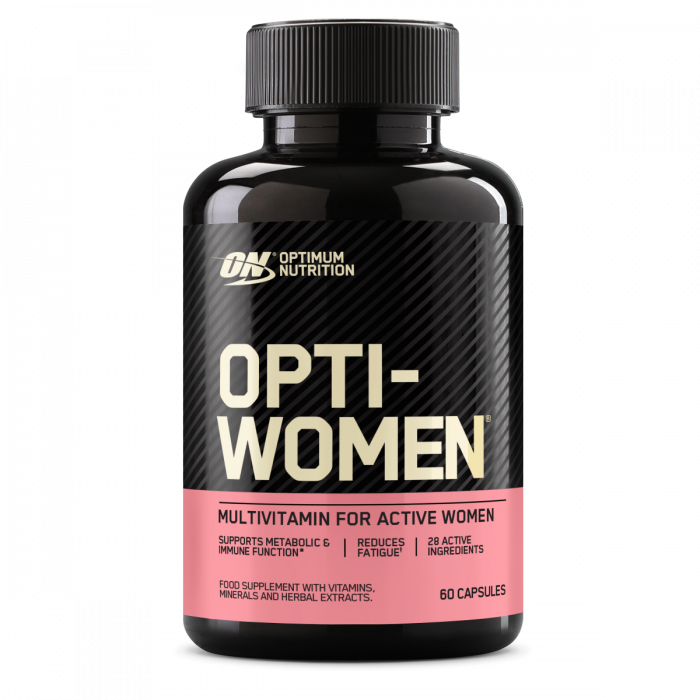 ON® OPTIMUM
NUTRITION
OPTI-
WOMEN®
MULTIVITAMIN FOR ACTIVE WOMEN
SUPPORTS METABOLIC &
IMMUNE FUNCTION*
REDUCES
FATIGUE†
28 ACTIVE
INGREDIENTS
FOOD SUPPLEMENT WITH VITAMINS,
MINERALS AND HERBAL EXTRACTS.
60 CAPSULES